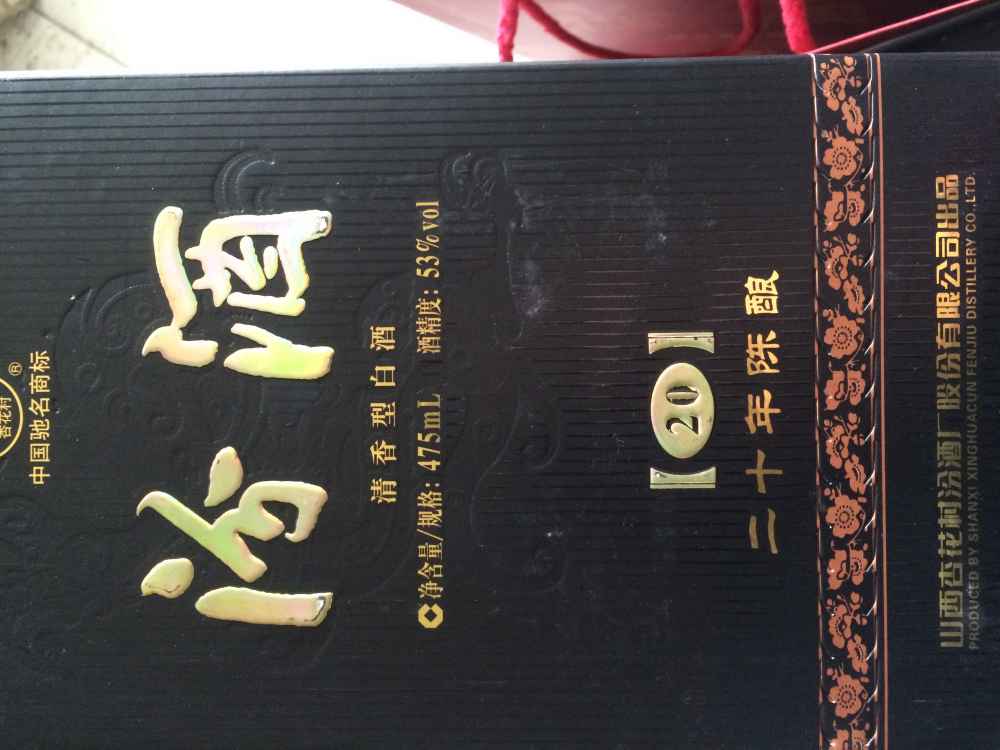 杏花村®
中国驰名商标
汾酒
清香型白酒
净含量/规格:475mL 酒精度:53%vol
20
二十年陈酿
山西杏花村汾酒厂股份有限公司出品
PRODUCED BY SHANXI XINGHUACUN FENJIU DISTILLERY CO.,LTD.